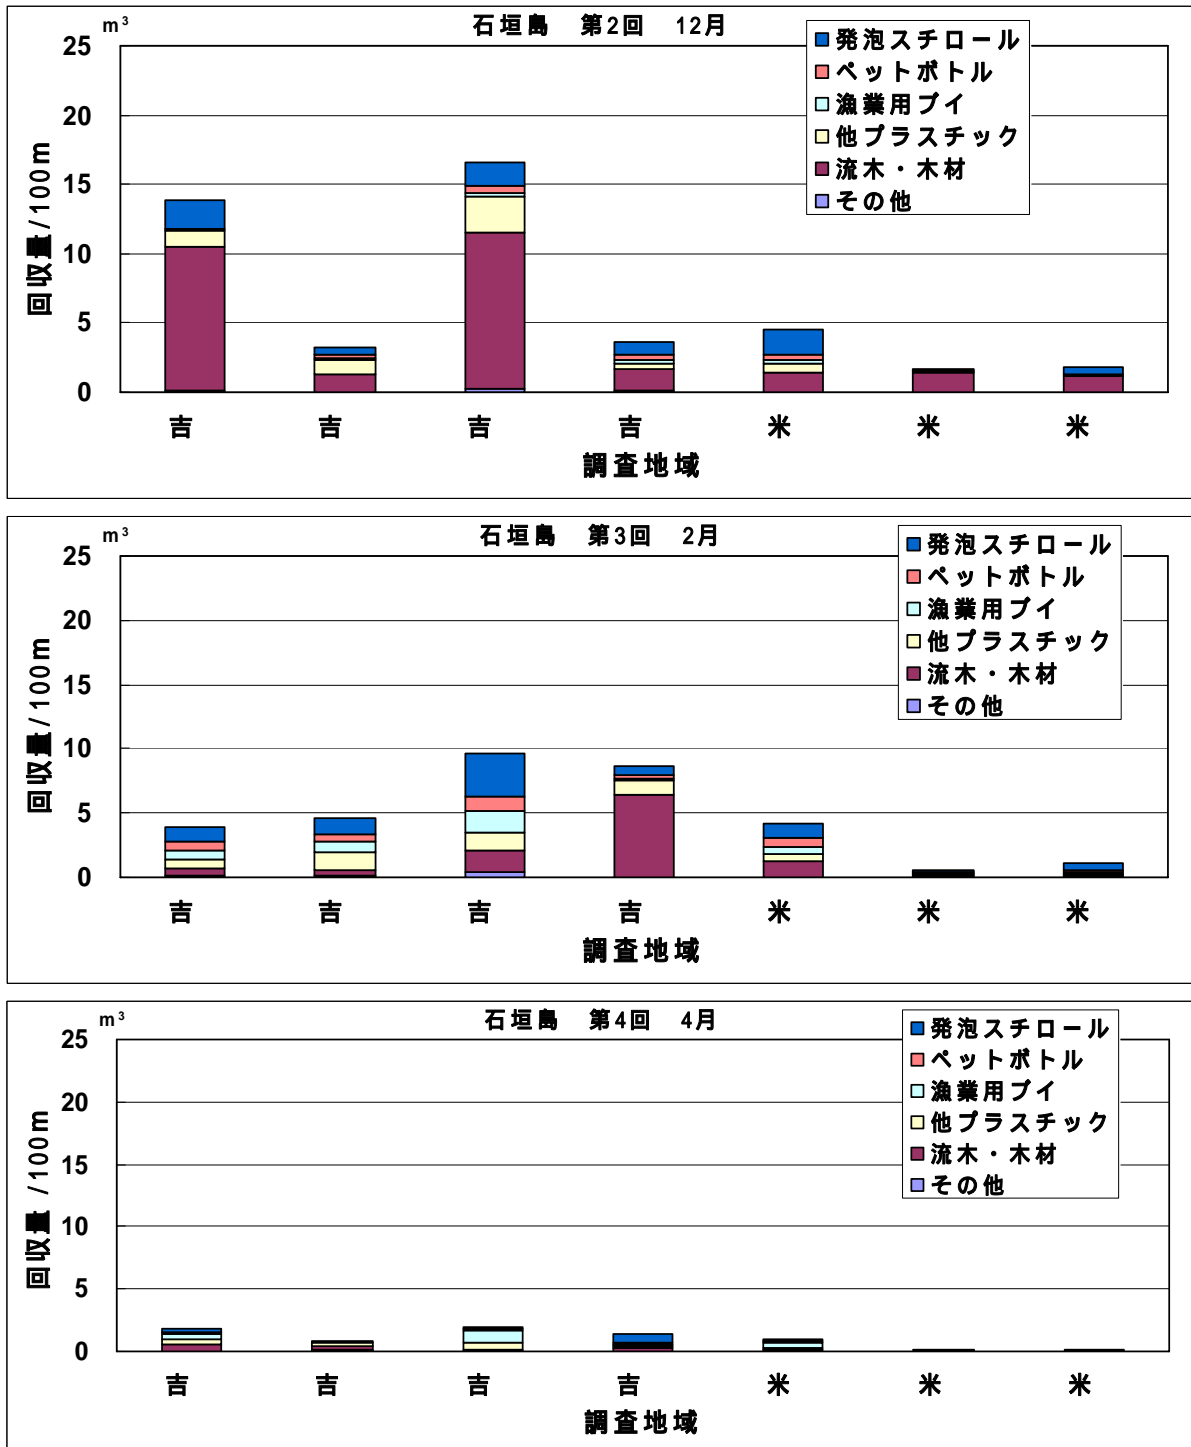 m³
石垣島 第2回 12月
発泡スチロール
ペットボトル
漁業用ブイ
他プラスチック
流木・木材
その他
回収量/100m
25
20
15
10
5
0
吉 吉 吉 吉 米 米 米
調査地域
m³
石垣島 第3回 2月
発泡スチロール
ペットボトル
漁業用ブイ
他プラスチック
流木・木材
その他
回収量/100m
25
20
15
10
5
0
吉 吉 吉 吉 米 米 米
調査地域
m³
石垣島 第4回 4月
発泡スチロール
ペットボトル
漁業用ブイ
他プラスチック
流木・木材
その他
回収量 /100m
25
20
15
10
5
0
吉 吉 吉 吉 米 米 米
調査地域